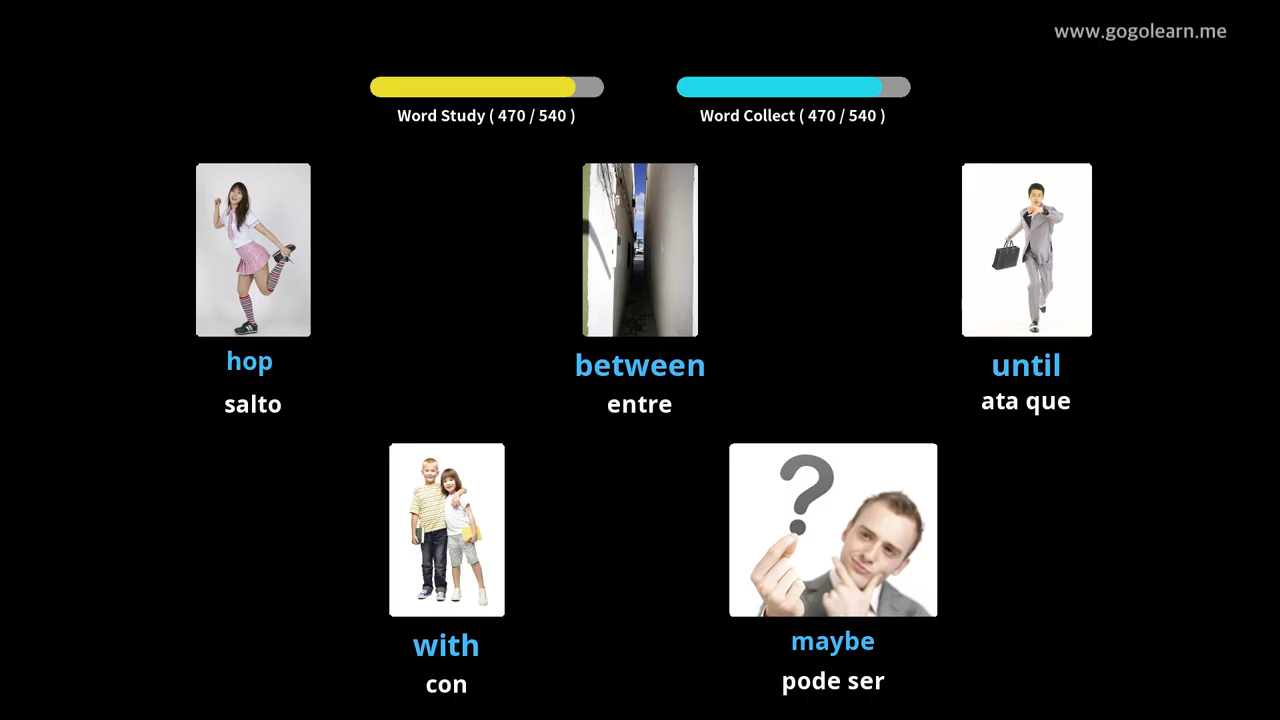 www.gogolearn.me
Word Study ( 470 / 540 )
Word Collect ( 470 / 540 )
hop
between
until
salto
entre
ata que
with
maybe
con
pode ser